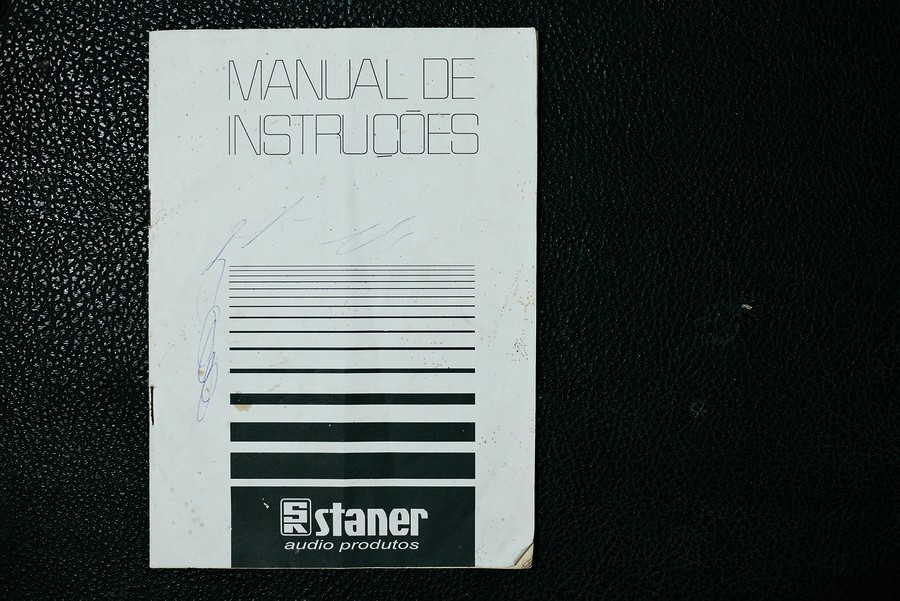 MANUAL DE
INSTRUÇÕES
staner
audio produtos